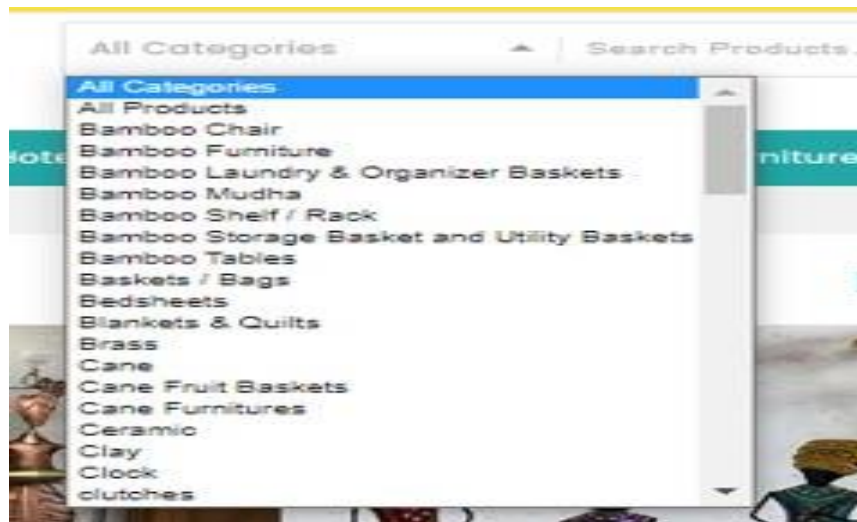 All Categories
Search Products
All Categories
All Products
Bamboo Chair
Bamboo Furniture
Bamboo Laundry & Organizer Baskets
Bamboo Mudha
Bamboo Shelf / Rack
Bamboo Storage Basket and Utility Baskets
Bamboo Tables
Baskets / Bags
Bedsheets
Blankets & Quilts
Brass
Cane
Cane Fruit Baskets
Cane Furnitures
Ceramic
Clay
Clock
clutches